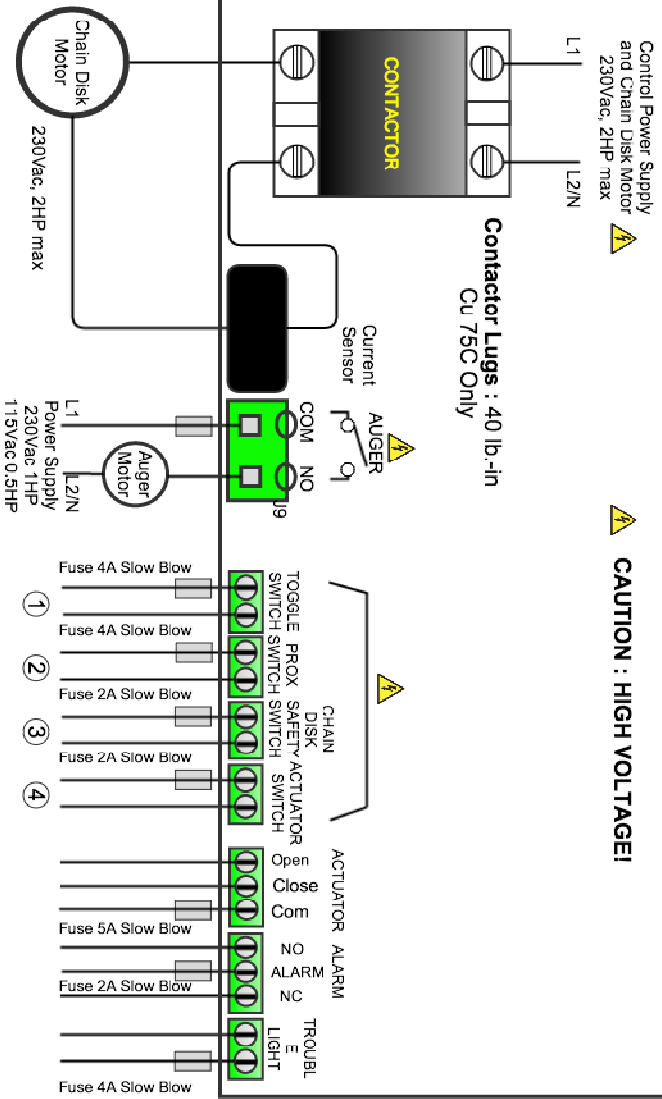 Control Power Supply
and Chain Disk Motor
230Vac, 2HP max
L1
L2/N
CONTACTOR
Chain Disk
Motor
230Vac, 2HP max
Contactor Lugs : 40 lb.-in
Cu 75C Only
CAUTION : HIGH VOLTAGE!
Current
Sensor
AUGER
COM
NO
J9
L1
L2/N
Power Supply
230Vac 1HP
115Vac 0.5HP
Auger
Motor
TOGGLE
SWITCH
PROX
SWITCH
CHAIN
DISK
SAFETY
SWITCH
ACTUATOR
SWITCH
Fuse 4A Slow Blow
1
Fuse 4A Slow Blow
2
Fuse 2A Slow Blow
3
Fuse 2A Slow Blow
4
ACTUATOR
Open
Close
Com
Fuse 5A Slow Blow
ALARM
NO
ALARM
NC
Fuse 2A Slow Blow
TROUBL
E
LIGHT
Fuse 4A Slow Blow